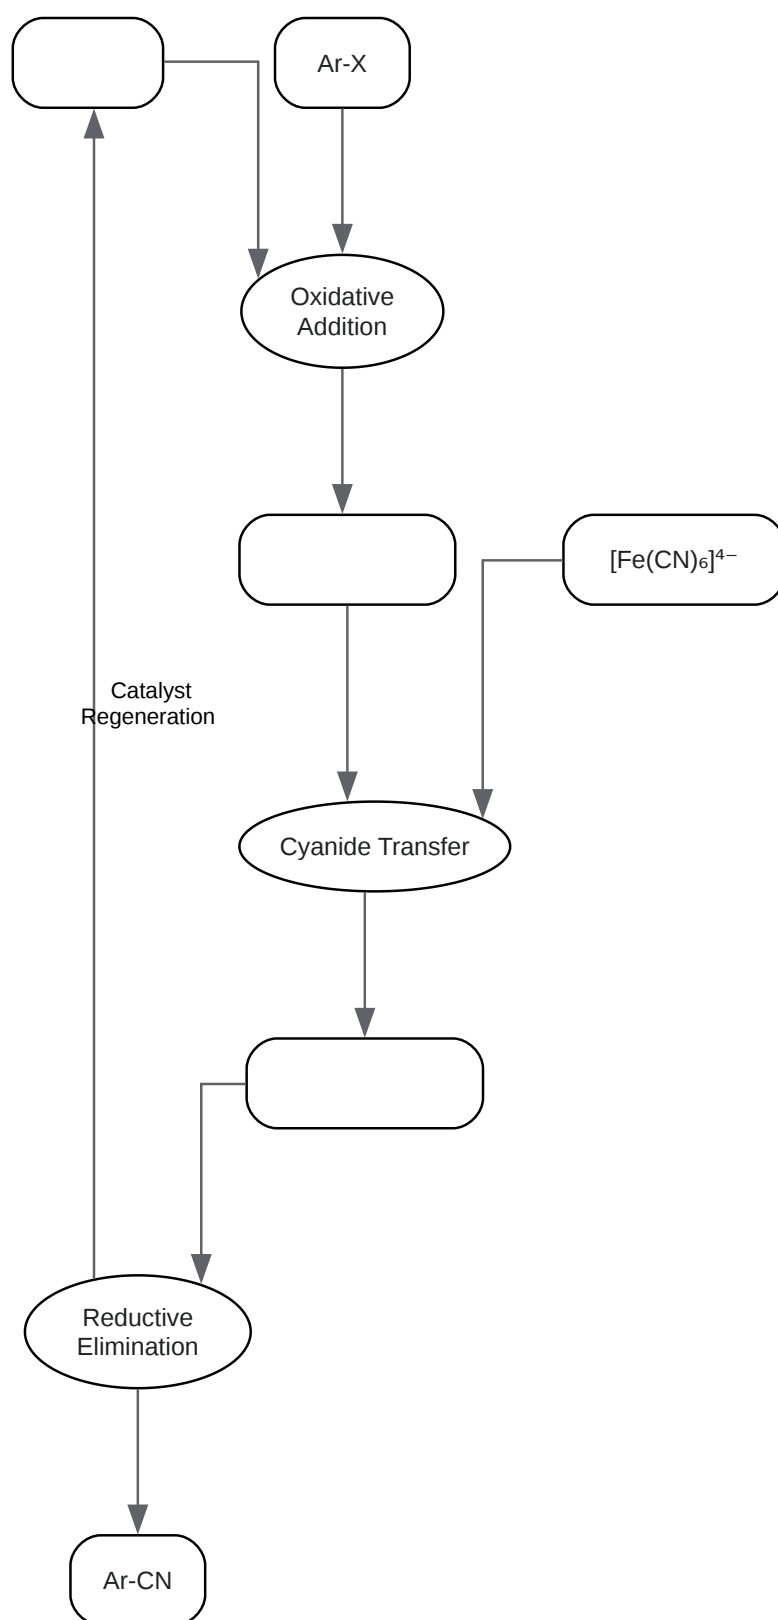 Ar-X
Oxidative
Addition
[Fe(CN)₆]⁴⁻
Catalyst
Regeneration
Cyanide Transfer
Reductive
Elimination
Ar-CN